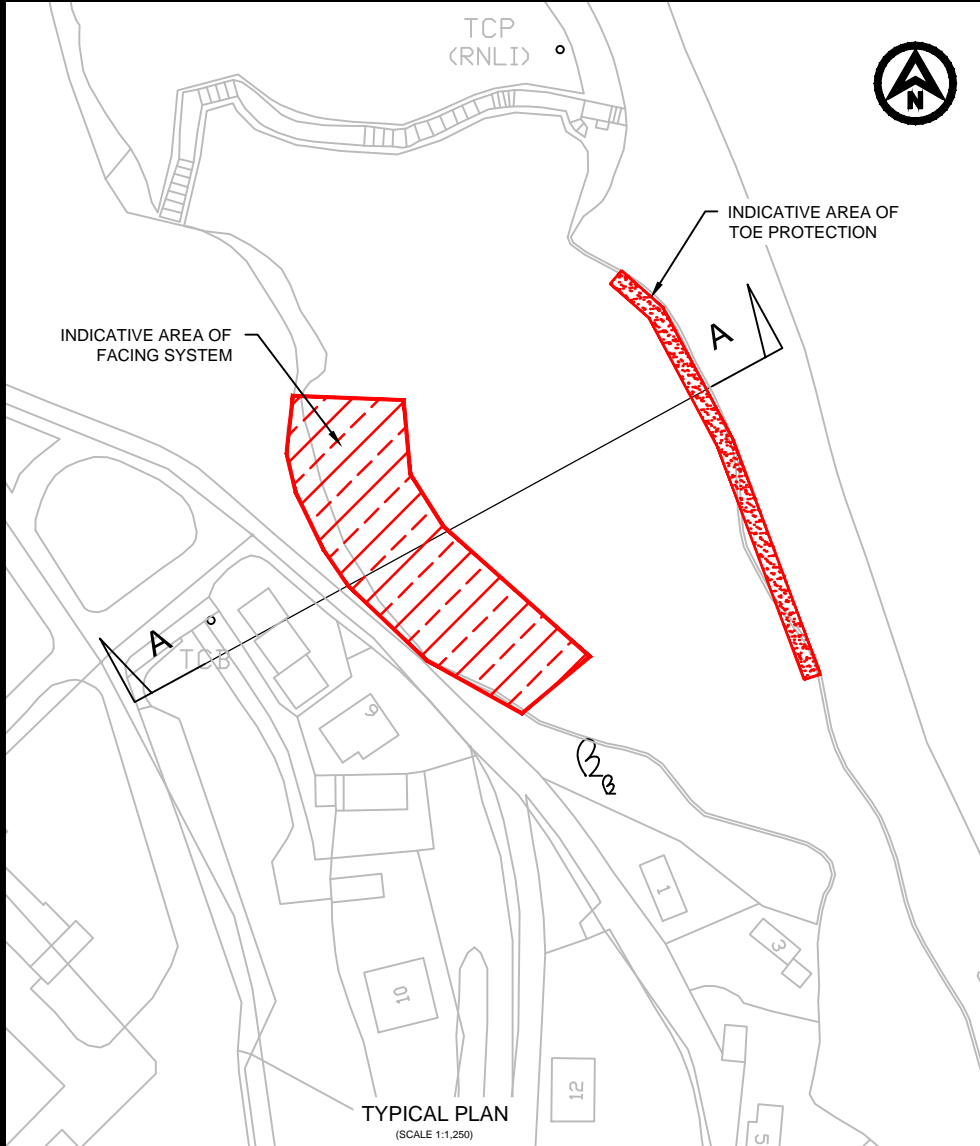 TCP
(RNLI)
N
INDICATIVE AREA OF
TOE PROTECTION
A
INDICATIVE AREA OF
FACING SYSTEM
A
TCB
9
1
3
10
12
5
TYPICAL PLAN
(SCALE 1:1,250)